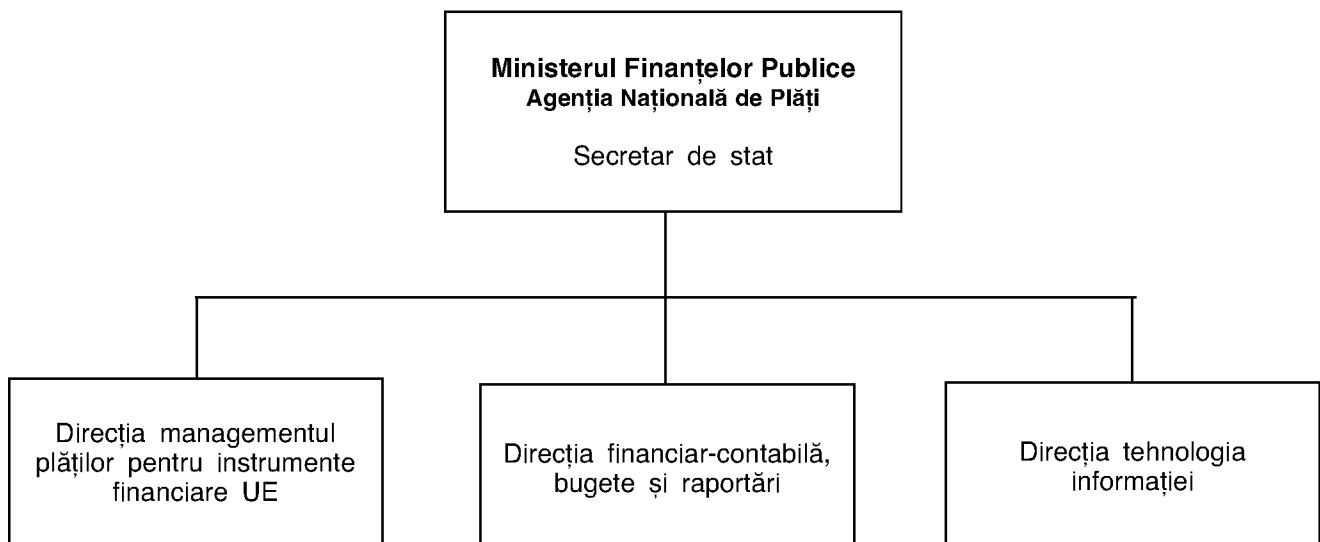 Ministerul Finanțelor Publice
Agenția Națională de Plăți
Secretar de stat
Direcția managementul
plăților pentru instrumente
financiare UE
Direcția financiar-contabilă,
bugete și raportări
Direcția tehnologia
informației